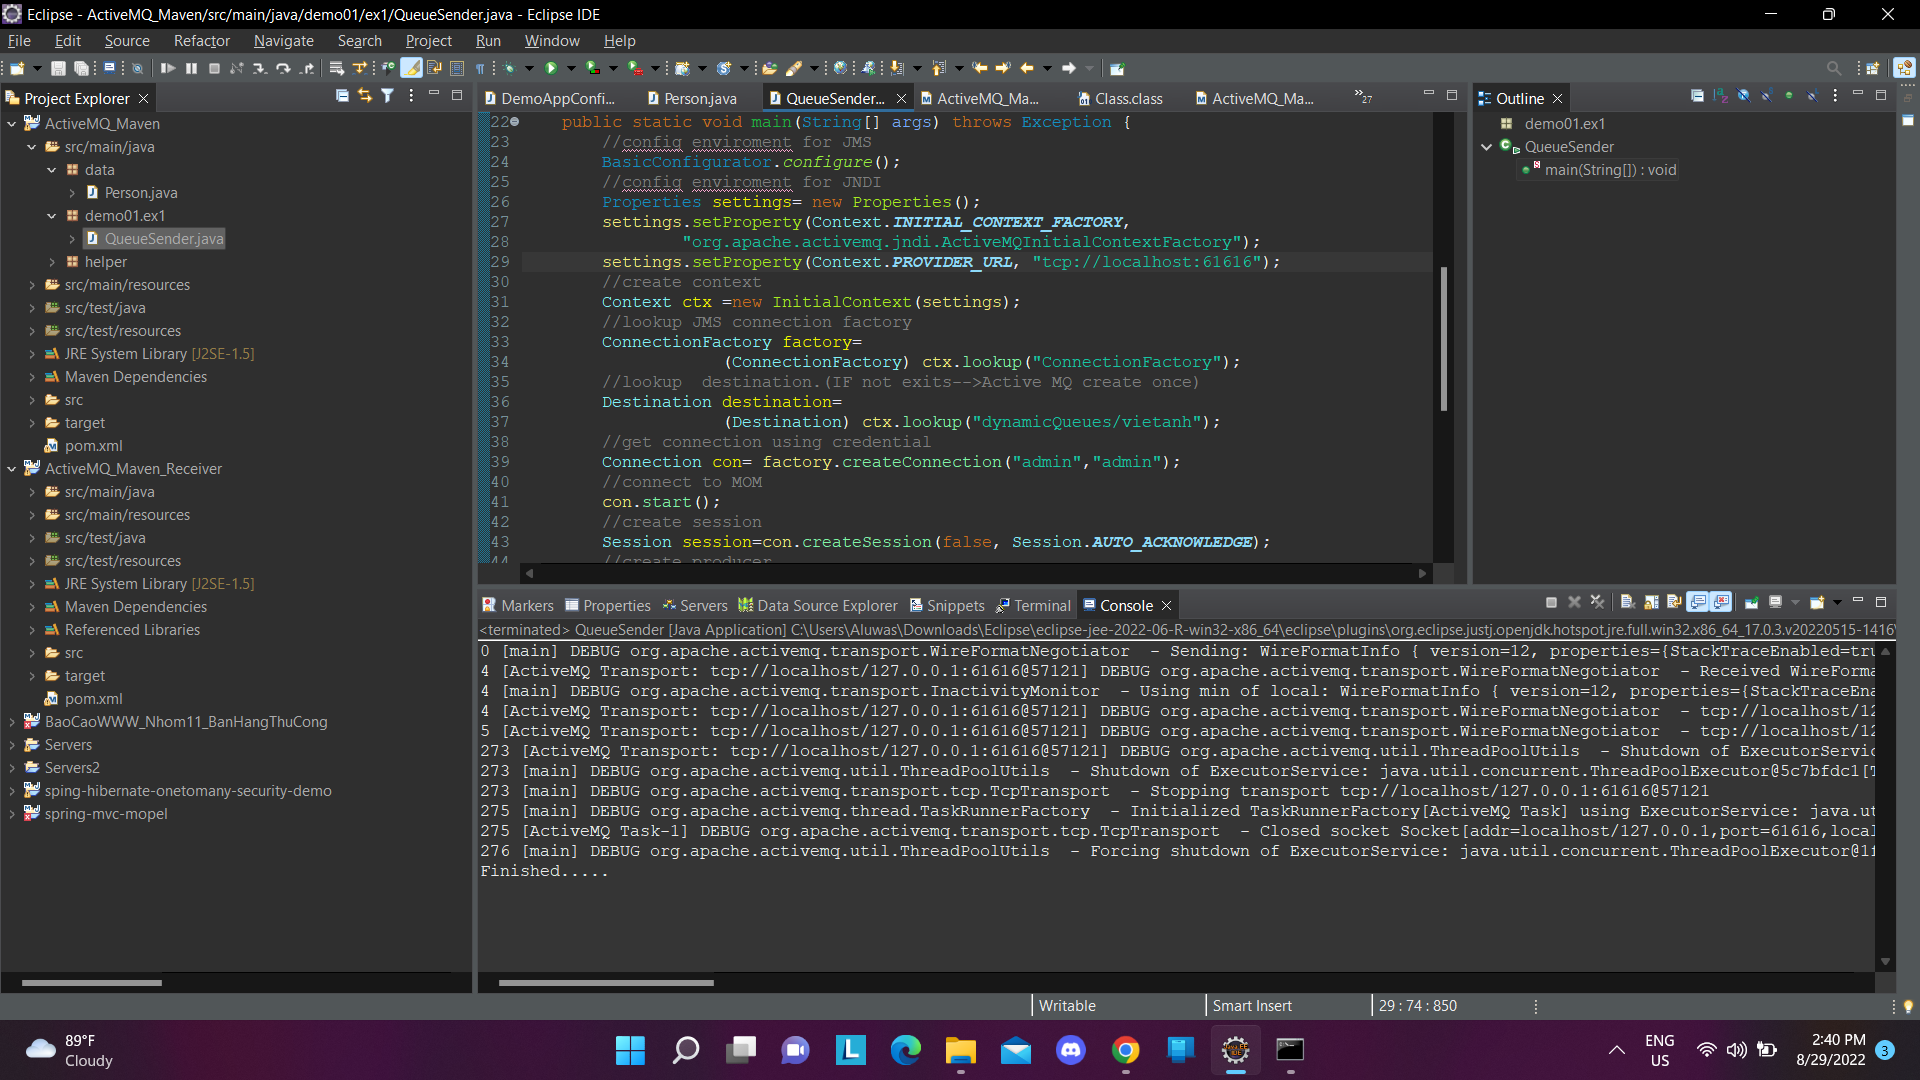 Eclipse - ActiveMQ_Maven/src/main/java/demo01/ex1/QueueSender.java - Eclipse IDE
File Edit Source Refactor Navigate Search Project Run Window Help
Project Explorer
DemoAppConfi... Person.java QueueSender... ActiveMQ_Ma... Class.class ActiveMQ_Ma... »27
Outline
ActiveMQ_Maven
src/main/java
data
Person.java
demo01.ex1
QueueSender.java
helper
src/main/resources
src/test/java
src/test/resources
JRE System Library [J2SE-1.5]
Maven Dependencies
src
target
pom.xml
ActiveMQ_Maven_Receiver
src/main/java
src/main/resources
src/test/java
src/test/resources
JRE System Library [J2SE-1.5]
Maven Dependencies
Referenced Libraries
src
target
pom.xml
BaoCaoWWW_Nhom11_BanHangThuCong
Servers
Servers2
sping-hibernate-onetomany-security-demo
spring-mvc-mopel
22 public static void main(String[] args) throws Exception {
23 //config enviroment for JMS
24 BasicConfigurator.configure();
25 //config enviroment for JNDI
26 Properties settings= new Properties();
27 settings.setProperty(Context.INITIAL_CONTEXT_FACTORY,
28 "org.apache.activemq.jndi.ActiveMQInitialContextFactory");
29 settings.setProperty(Context.PROVIDER_URL, "tcp://localhost:61616");
30 //create context
31 Context ctx =new InitialContext(settings);
32 //lookup JMS connection factory
33 ConnectionFactory factory=
34 (ConnectionFactory) ctx.lookup("ConnectionFactory");
35 //lookup destination.(IF not exits-->Active MQ create once)
36 Destination destination=
37 (Destination) ctx.lookup("dynamicQueues/vietanh");
38 //get connection using credential
39 Connection con= factory.createConnection("admin","admin");
40 //connect to MOM
41 con.start();
42 //create session
43 Session session=con.createSession(false, Session.AUTO_ACKNOWLEDGE);
44 //create producer
demo01.ex1
QueueSender
main(String[]) : void
Markers Properties Servers Data Source Explorer Snippets Terminal Console
<terminated> QueueSender [Java Application] C:\Users\Aluwas\Downloads\Eclipse\eclipse-jee-2022-06-R-win32-x86_64\eclipse\plugins\org.eclipse.justj.openjdk.hotspot.jre.full.win32.x86_64_17.0.3.v20220515-1416\
0 [main] DEBUG org.apache.activemq.transport.WireFormatNegotiator - Sending: WireFormatInfo { version=12, properties={StackTraceEnabled=tru
4 [ActiveMQ Transport: tcp://localhost/127.0.0.1:61616@57121] DEBUG org.apache.activemq.transport.WireFormatNegotiator - Received WireForma
4 [main] DEBUG org.apache.activemq.transport.InactivityMonitor - Using min of local: WireFormatInfo { version=12, properties={StackTraceEna
4 [ActiveMQ Transport: tcp://localhost/127.0.0.1:61616@57121] DEBUG org.apache.activemq.transport.WireFormatNegotiator - tcp://localhost/12
5 [ActiveMQ Transport: tcp://localhost/127.0.0.1:61616@57121] DEBUG org.apache.activemq.transport.WireFormatNegotiator - tcp://localhost/12
273 [ActiveMQ Transport: tcp://localhost/127.0.0.1:61616@57121] DEBUG org.apache.activemq.util.ThreadPoolUtils - Shutdown of ExecutorServic
273 [main] DEBUG org.apache.activemq.util.ThreadPoolUtils - Shutdown of ExecutorService: java.util.concurrent.ThreadPoolExecutor@5c7bfdc1[T
273 [main] DEBUG org.apache.activemq.transport.tcp.TcpTransport - Stopping transport tcp://localhost/127.0.0.1:61616@57121
275 [main] DEBUG org.apache.activemq.thread.TaskRunnerFactory - Initialized TaskRunnerFactory[ActiveMQ Task] using ExecutorService: java.ut
275 [ActiveMQ Task-1] DEBUG org.apache.activemq.transport.tcp.TcpTransport - Closed socket Socket[addr=localhost/127.0.0.1,port=61616,local
276 [main] DEBUG org.apache.activemq.util.ThreadPoolUtils - Forcing shutdown of ExecutorService: java.util.concurrent.ThreadPoolExecutor@1f
Finished.....
Writable Smart Insert 29 : 74 : 850
89°F
Cloudy
ENG
US
2:40 PM
8/29/2022
3